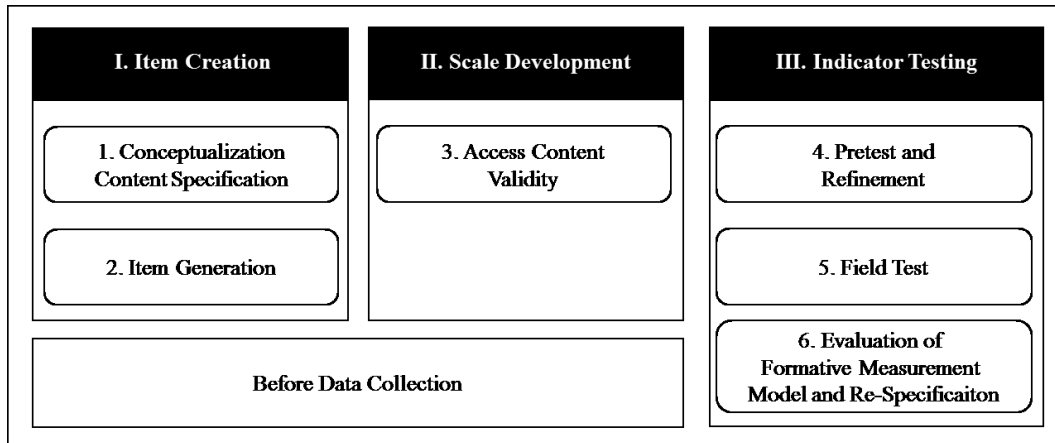 I. Item Creation
1. Conceptualization
Content Specification
2. Item Generation
II. Scale Development
3. Access Content
Validity
Before Data Collection
III. Indicator Testing
4. Pretest and
Refinement
5. Field Test
6. Evaluation of
Formative Measurement
Model and Re-Specificaiton